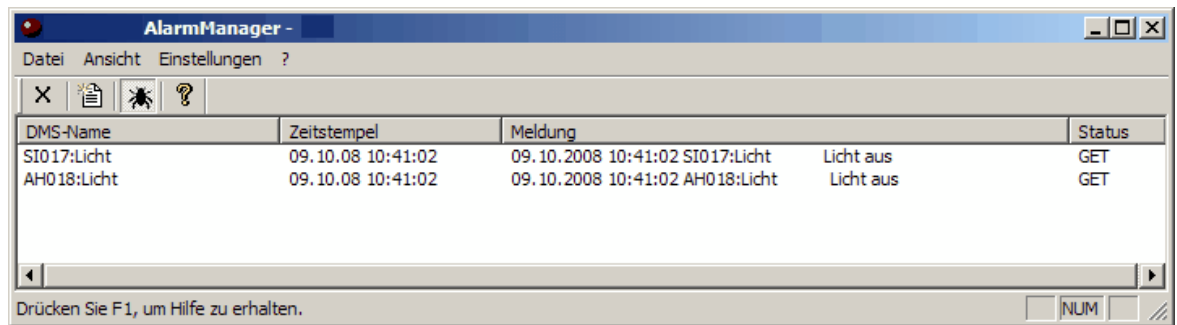 AlarmManager -
Datei Ansicht Einstellungen ?
DMS-Name Zeitstempel Meldung Status
SI017:Licht 09.10.08 10:41:02 09.10.2008 10:41:02 SI017:Licht Licht aus GET
AH018:Licht 09.10.08 10:41:02 09.10.2008 10:41:02 AH018:Licht Licht aus GET
Drücken Sie F1, um Hilfe zu erhalten. NUM